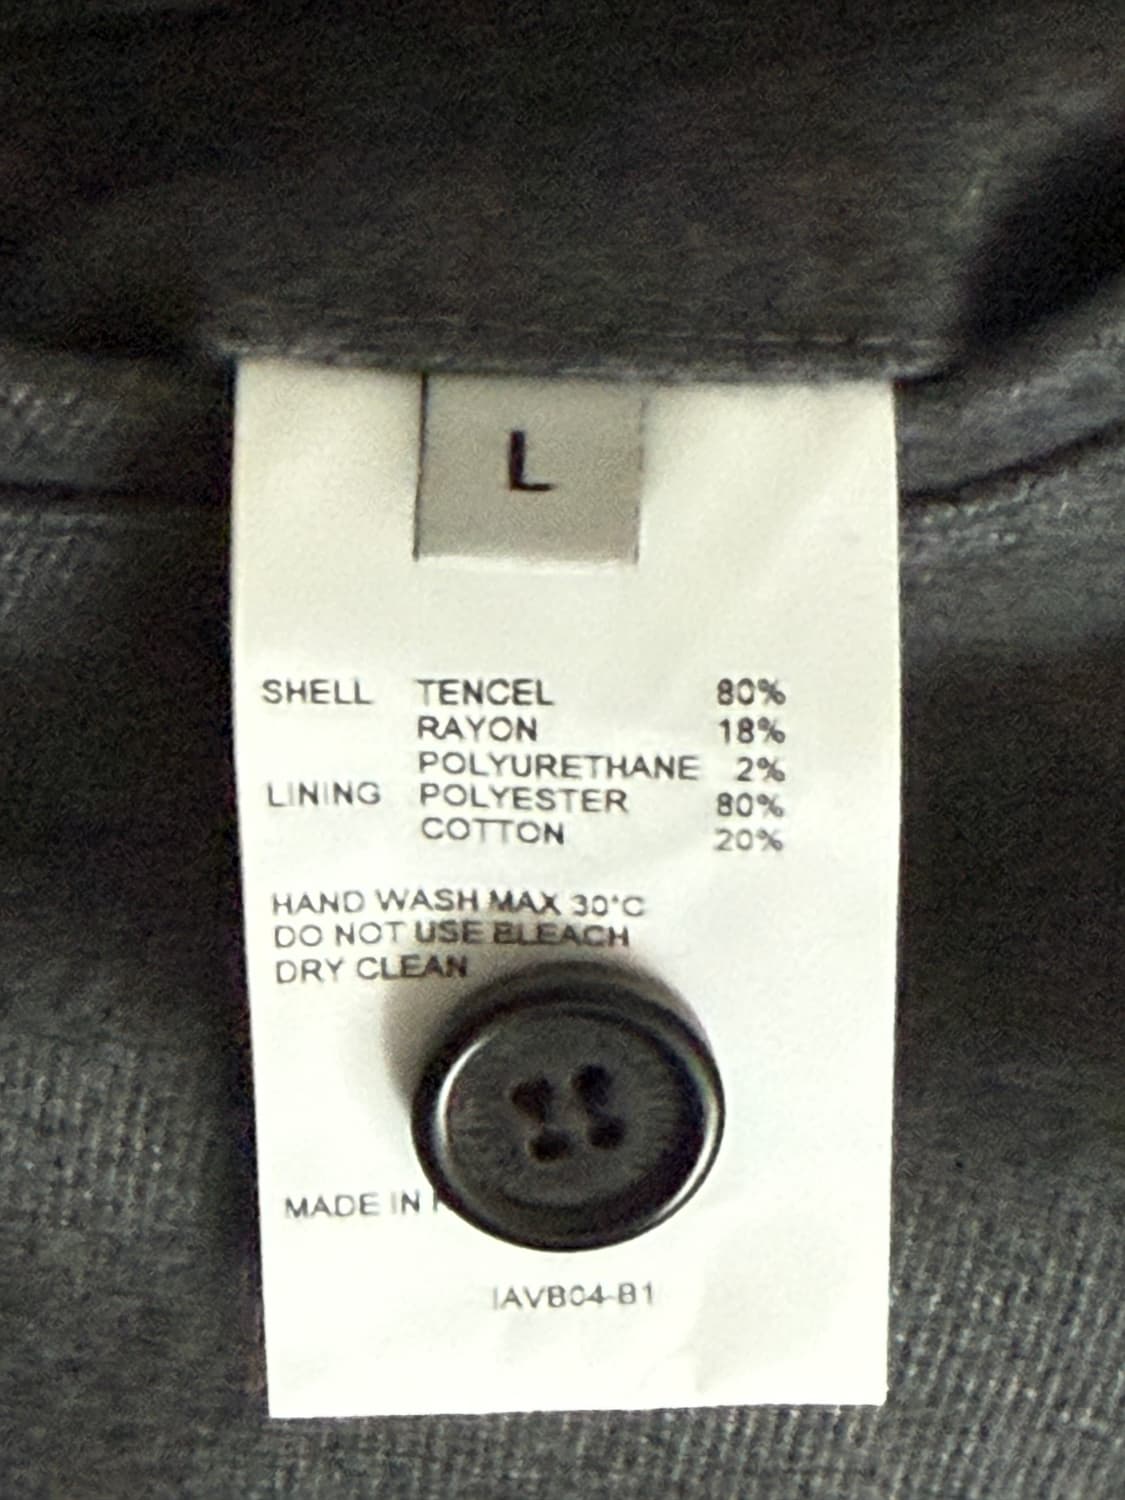 L
SHELL TENCEL 80%
RAYON 18%
POLYURETHANE 2%
LINING POLYESTER 80%
COTTON 20%
HAND WASH MAX 30°C
DO NOT USE BLEACH
DRY CLEAN
MADE IN
IAVB04-B1